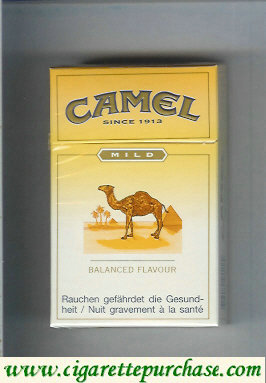 CAMEL
SINCE 1913
MILD
BALANCED FLAVOUR
Rauchen gefährdet die Gesund-
heit / Nuit gravement à la santé
www.cigarettepurchase.com